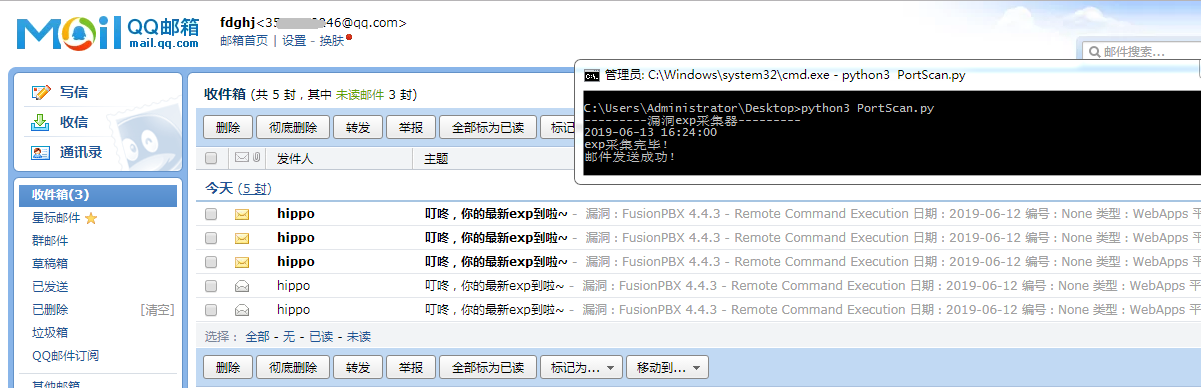 Mail QQ邮箱 mail.qq.com
fdghj<35 846@qq.com>
邮箱首页 | 设置 - 换肤
邮件搜索...
写信
收信
通讯录
收件箱(3)
星标邮件
群邮件
草稿箱
已发送
已删除 [清空]
垃圾箱
QQ邮件订阅
其他邮箱
收件箱 (共 5 封，其中 未读邮件 3 封)
删除 彻底删除 转发 举报 全部标为已读 标记
发件人 主题
管理员: C:\Windows\system32\cmd.exe - python3  PortScan.py
C:\Users\Administrator\Desktop>python3 PortScan.py
---------漏洞exp采集器---------
2019-06-13 16:24:00
exp采集完毕！
邮件发送成功！
今天 (5 封)
hippo 叮咚，你的最新exp到啦~ - 漏洞：FusionPBX 4.4.3 - Remote Command Execution 日期：2019-06-12 编号：None 类型：WebApps 平
hippo 叮咚，你的最新exp到啦~ - 漏洞：FusionPBX 4.4.3 - Remote Command Execution 日期：2019-06-12 编号：None 类型：WebApps 平
hippo 叮咚，你的最新exp到啦~ - 漏洞：FusionPBX 4.4.3 - Remote Command Execution 日期：2019-06-12 编号：None 类型：WebApps 平
hippo 叮咚，你的最新exp到啦~ - 漏洞：FusionPBX 4.4.3 - Remote Command Execution 日期：2019-06-12 编号：None 类型：WebApps 平
hippo 叮咚，你的最新exp到啦~ - 漏洞：FusionPBX 4.4.3 - Remote Command Execution 日期：2019-06-12 编号：None 类型：WebApps 平
选择： 全部 - 无 - 已读 - 未读
删除 彻底删除 转发 举报 全部标为已读 标记为... 移动到...